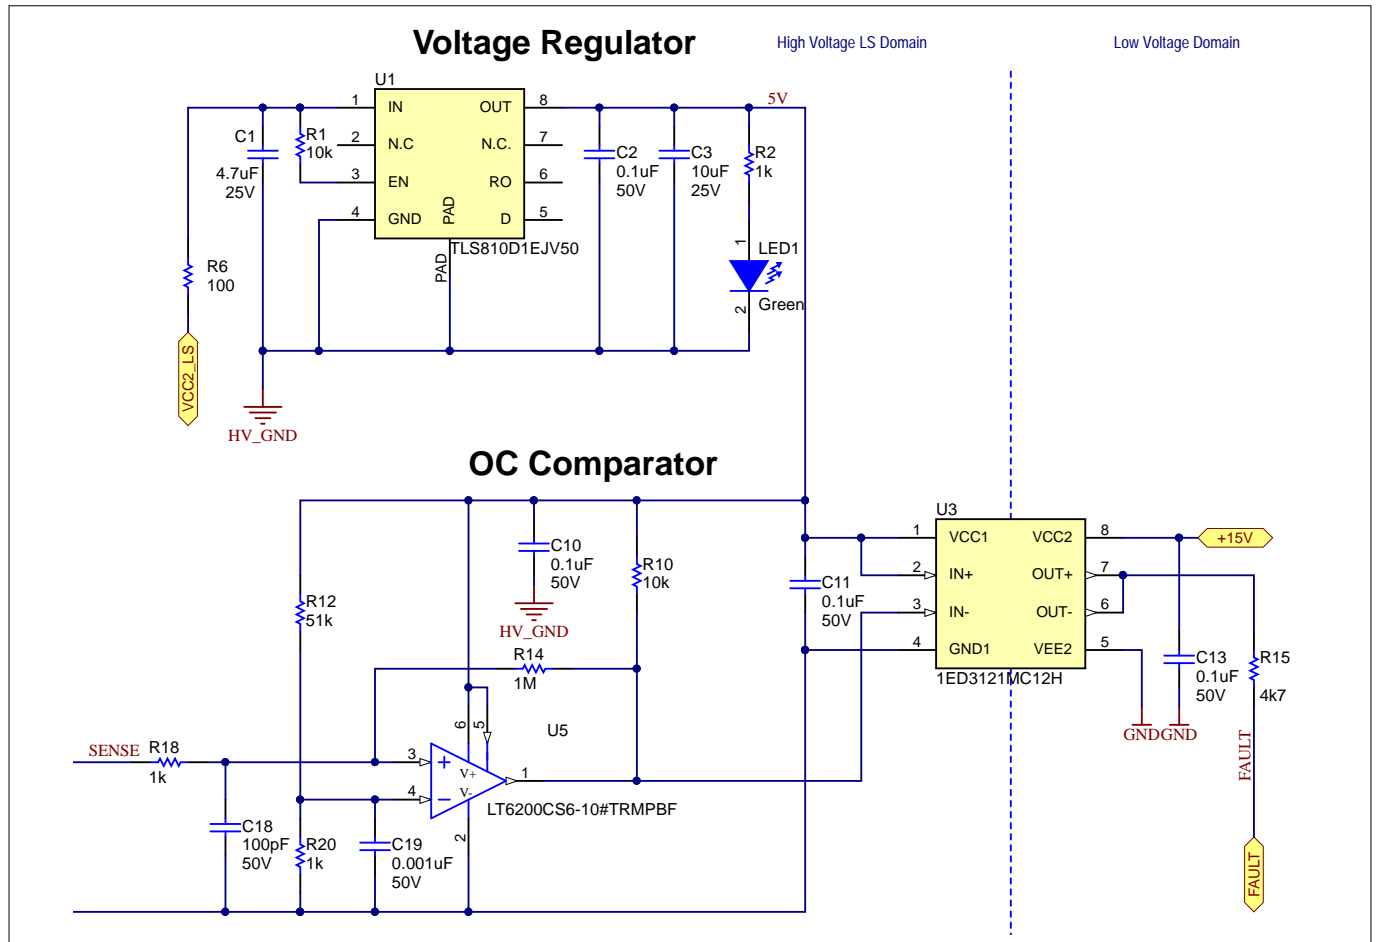 Voltage Regulator
High Voltage LS Domain
Low Voltage Domain
U1
1
IN
OUT
8
5V
2
N.C
N.C.
7
3
EN
RO
6
4
GND
PAD
D
5
TLS810D1EJV50
PAD
C1
4.7uF
25V
R1
10k
C2
0.1uF
50V
C3
10uF
25V
R2
1k
1
LED1
2
Green
R6
100
VCC2_LS
HV_GND
OC Comparator
C10
0.1uF
50V
HV_GND
R10
10k
R12
51k
R14
1M
C11
0.1uF
50V
U3
1
VCC1
VCC2
8
+15V
2
IN+
OUT+
7
3
IN-
OUT-
6
4
GND1
VEE2
5
1ED3121MC12H
C13
0.1uF
50V
R15
4k7
GND
GND
FAULT
FAULT
SENSE
R18
1k
6
5
U5
3
V+
V-
4
1
2
LT6200CS6-10#TRMPBF
C18
100pF
50V
R20
1k
C19
0.001uF
50V